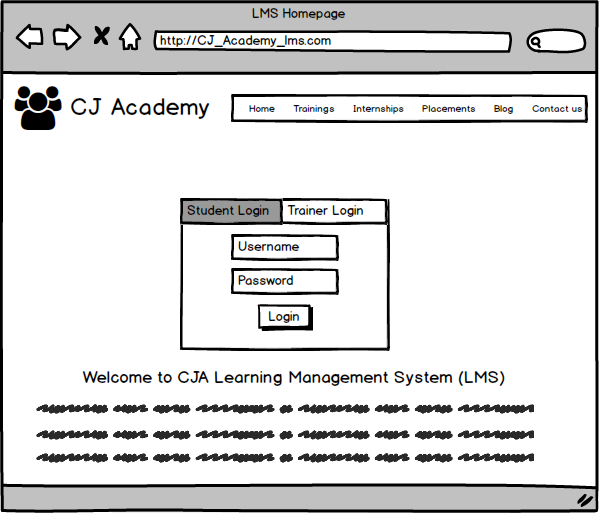 LMS Homepage
http://CJ_Academy_lms.com
CJ Academy
Home Trainings Internships Placements Blog Contact us
Student Login Trainer Login
Username
Password
Login
Welcome to CJA Learning Management System (LMS)